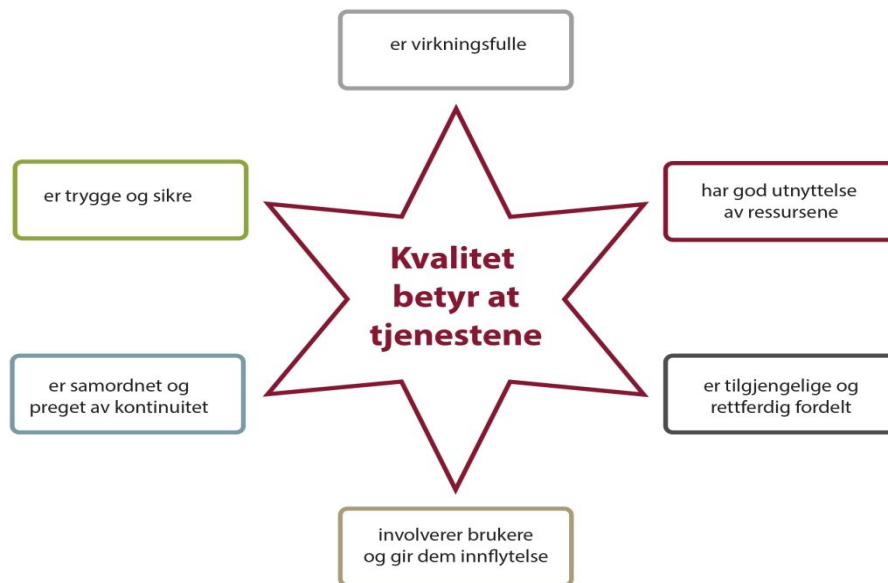 er virkningsfulle
er trygge og sikre
har god utnyttelse
av ressursene
Kvalitet
betyr at
tjenestene
er samordnet og
preget av kontinuitet
er tilgjengelige og
rettferdig fordelt
involverer brukere
og gir dem innflytelse